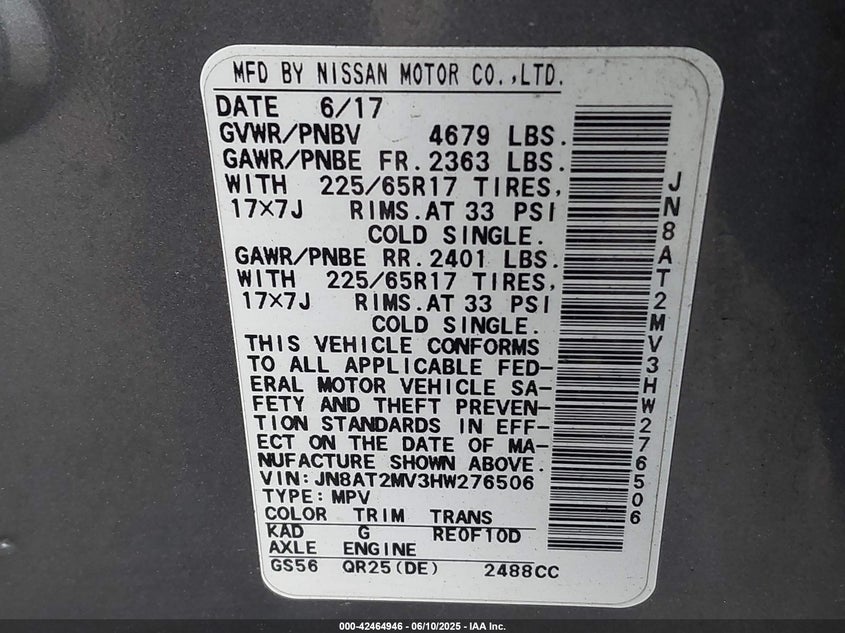 MFD BY NISSAN MOTOR CO.,LTD.
DATE 6/17
GVWR/PNBV 4679 LBS.
GAWR/PNBE FR. 2363 LBS.
WITH 225/65R17 TIRES,
17×7J RIMS. AT 33 PSI
COLD SINGLE.
GAWR/PNBE RR. 2401 LBS.
WITH 225/65R17 TIRES,
17×7J RIMS. AT 33 PSI
COLD SINGLE.
THIS VEHICLE CONFORMS
TO ALL APPLICABLE FED-
ERAL MOTOR VEHICLE SA-
FETY AND THEFT PREVEN-
TION STANDARDS IN EFF-
ECT ON THE DATE OF MA-
NUFACTURE SHOWN ABOVE.
VIN: JN8AT2MV3HW276506
TYPE: MPV
COLOR TRIM TRANS
KAD G RE0F10D
AXLE ENGINE
GS56 QR25(DE) 2488CC
JN8AT2MV3HW276506
000-42464946 - 06/10/2025 - IAA Inc.